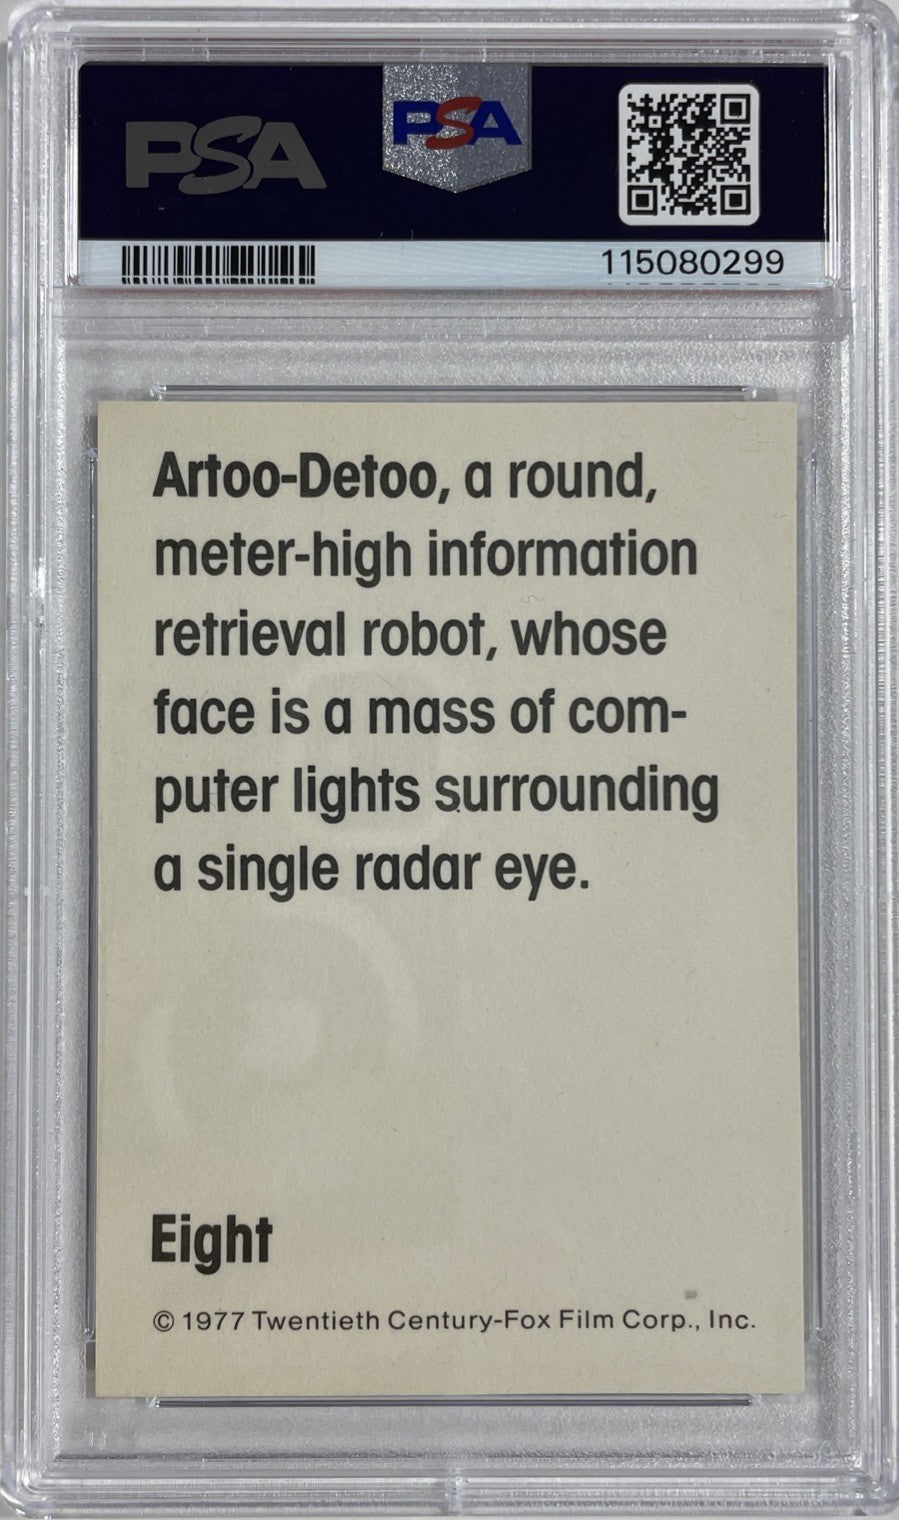 PSA
PSA
115080299
Artoo-Detoo, a round,
meter-high information
retrieval robot, whose
face is a mass of com-
puter lights surrounding
a single radar eye.
Eight
© 1977 Twentieth Century-Fox Film Corp., Inc.